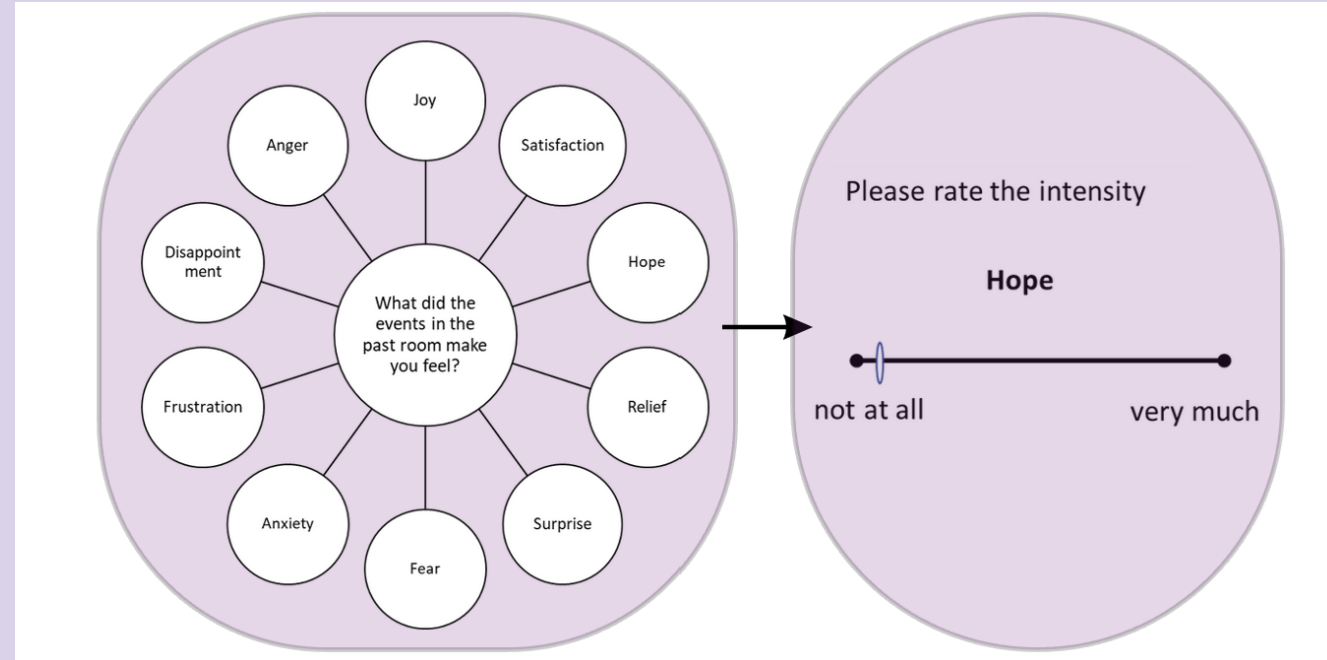 Joy
Anger
Satisfaction
Disappoint
ment
Hope
What did the
events in the
past room make
you feel?
Frustration
Relief
Anxiety
Surprise
Fear
Please rate the intensity
Hope
not at all
very much